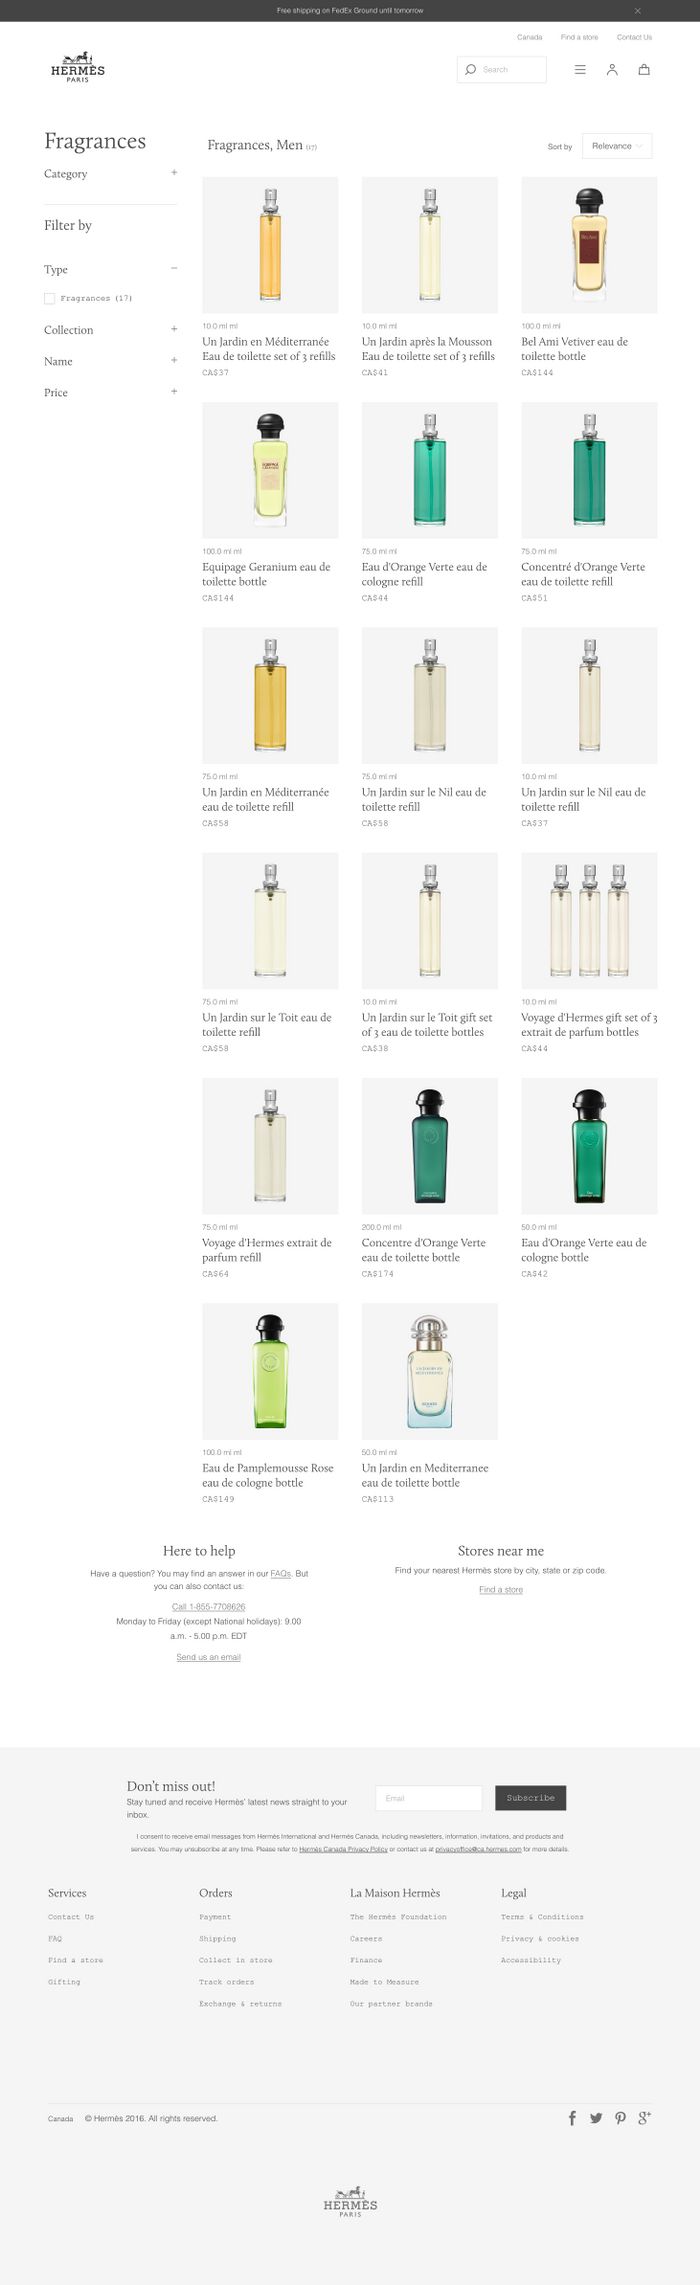 Free shipping on FedEx Ground until tomorrow
Canada Find a store Contact Us
HERMÈS
PARIS
Search
Fragrances
Category
Filter by
Type
Fragrances (17)
Collection
Name
Price
Fragrances, Men (17)
Sort by Relevance
10.0 ml ml
Un Jardin en Méditerranée
Eau de toilette set of 3 refills
CA$37
10.0 ml ml
Un Jardin après la Mousson
Eau de toilette set of 3 refills
CA$41
BEL AMI
100.0 ml ml
Bel Ami Vetiver eau de
toilette bottle
CA$144
EQUIPAGE
100.0 ml ml
Equipage Geranium eau de
toilette bottle
CA$144
75.0 ml ml
Eau d'Orange Verte eau de
cologne refill
CA$44
75.0 ml ml
Concentré d'Orange Verte
eau de toilette refill
CA$51
75.0 ml ml
Un Jardin en Méditerranée
eau de toilette refill
CA$58
75.0 ml ml
Un Jardin sur le Nil eau de
toilette refill
CA$58
10.0 ml ml
Un Jardin sur le Nil eau de
toilette refill
CA$37
75.0 ml ml
Un Jardin sur le Toit eau de
toilette refill
CA$58
10.0 ml ml
Un Jardin sur le Toit gift set
of 3 eau de toilette bottles
CA$38
10.0 ml ml
Voyage d'Hermes gift set of 3
extrait de parfum bottles
CA$44
75.0 ml ml
Voyage d'Hermes extrait de
parfum refill
CA$64
200.0 ml ml
Concentre d'Orange Verte
eau de toilette bottle
CA$174
50.0 ml ml
Eau d'Orange Verte eau de
cologne bottle
CA$42
100.0 ml ml
Eau de Pamplemousse Rose
eau de cologne bottle
CA$149
UN JARDIN EN
MÉDITERRANÉE
HERMÈS
50.0 ml ml
Un Jardin en Mediterranee
eau de toilette bottle
CA$113
Here to help
Have a question? You may find an answer in our FAQs. But
you can also contact us:
Call 1-855-7708626
Monday to Friday (except National holidays): 9.00
a.m. - 5.00 p.m. EDT
Send us an email
Stores near me
Find your nearest Hermès store by city, state or zip code.
Find a store
Don't miss out!
Stay tuned and receive Hermès' latest news straight to your
inbox.
Email
Subscribe
I consent to receive email messages from Hermès International and Hermès Canada, including newsletters, information, invitations, and products and
services. You may unsubscribe at any time. Please refer to Hermès Canada Privacy Policy or contact us at privacyoffice@ca.hermes.com for more details.
Services
Contact Us
FAQ
Find a store
Gifting
Orders
Payment
Shipping
Collect in store
Track orders
Exchange & returns
La Maison Hermès
The Hermès Foundation
Careers
Finance
Made to Measure
Our partner brands
Legal
Terms & Conditions
Privacy & cookies
Accessibility
Canada © Hermès 2016. All rights reserved.
HERMÈS
PARIS